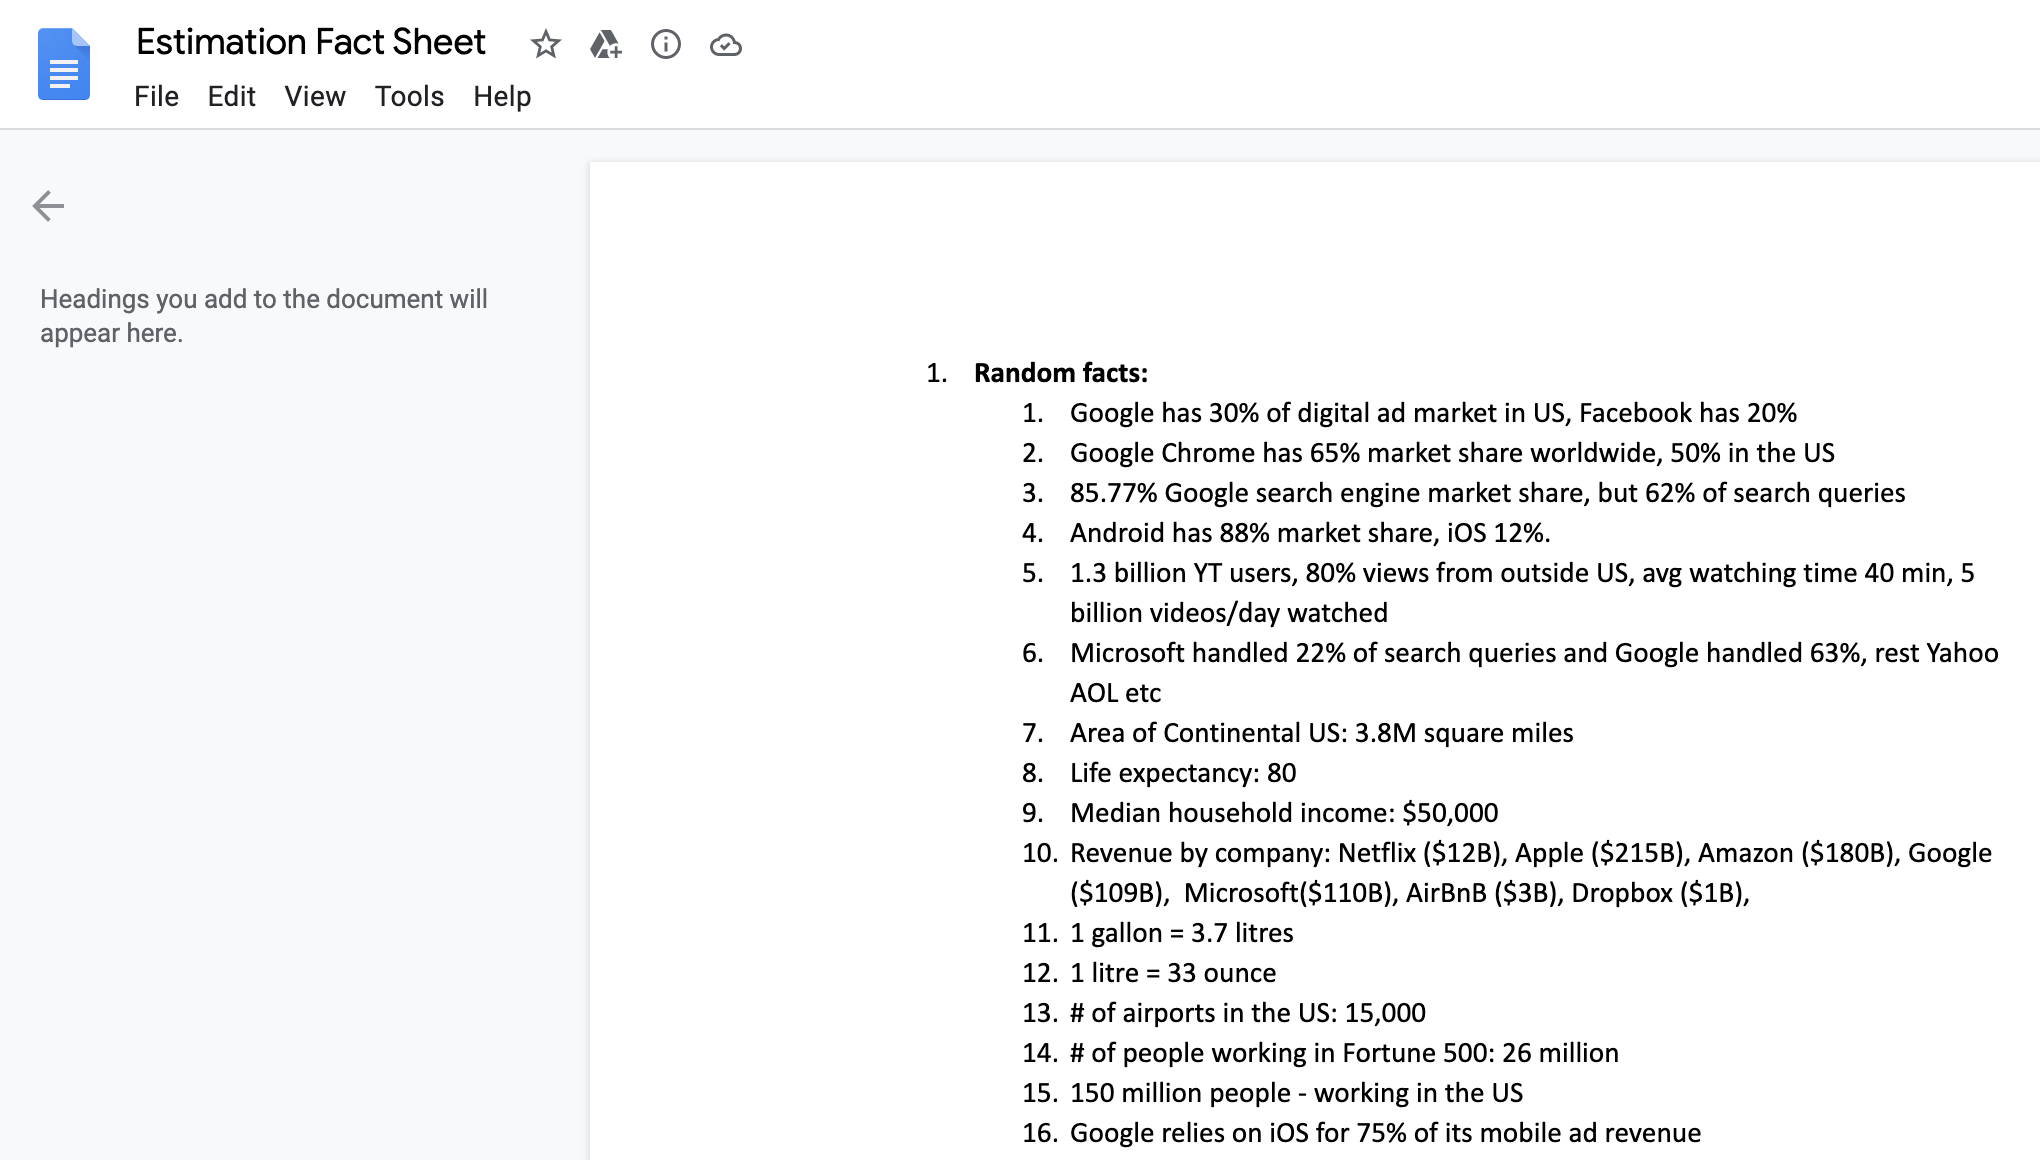 Estimation Fact Sheet
File Edit View Tools Help
Headings you add to the document will
appear here.
1. Random facts:
1. Google has 30% of digital ad market in US, Facebook has 20%
2. Google Chrome has 65% market share worldwide, 50% in the US
3. 85.77% Google search engine market share, but 62% of search queries
4. Android has 88% market share, iOS 12%.
5. 1.3 billion YT users, 80% views from outside US, avg watching time 40 min, 5
billion videos/day watched
6. Microsoft handled 22% of search queries and Google handled 63%, rest Yahoo
AOL etc
7. Area of Continental US: 3.8M square miles
8. Life expectancy: 80
9. Median household income: $50,000
10. Revenue by company: Netflix ($12B), Apple ($215B), Amazon ($180B), Google
($109B),  Microsoft($110B), AirBnB ($3B), Dropbox ($1B),
11. 1 gallon = 3.7 litres
12. 1 litre = 33 ounce
13. # of airports in the US: 15,000
14. # of people working in Fortune 500: 26 million
15. 150 million people - working in the US
16. Google relies on iOS for 75% of its mobile ad revenue